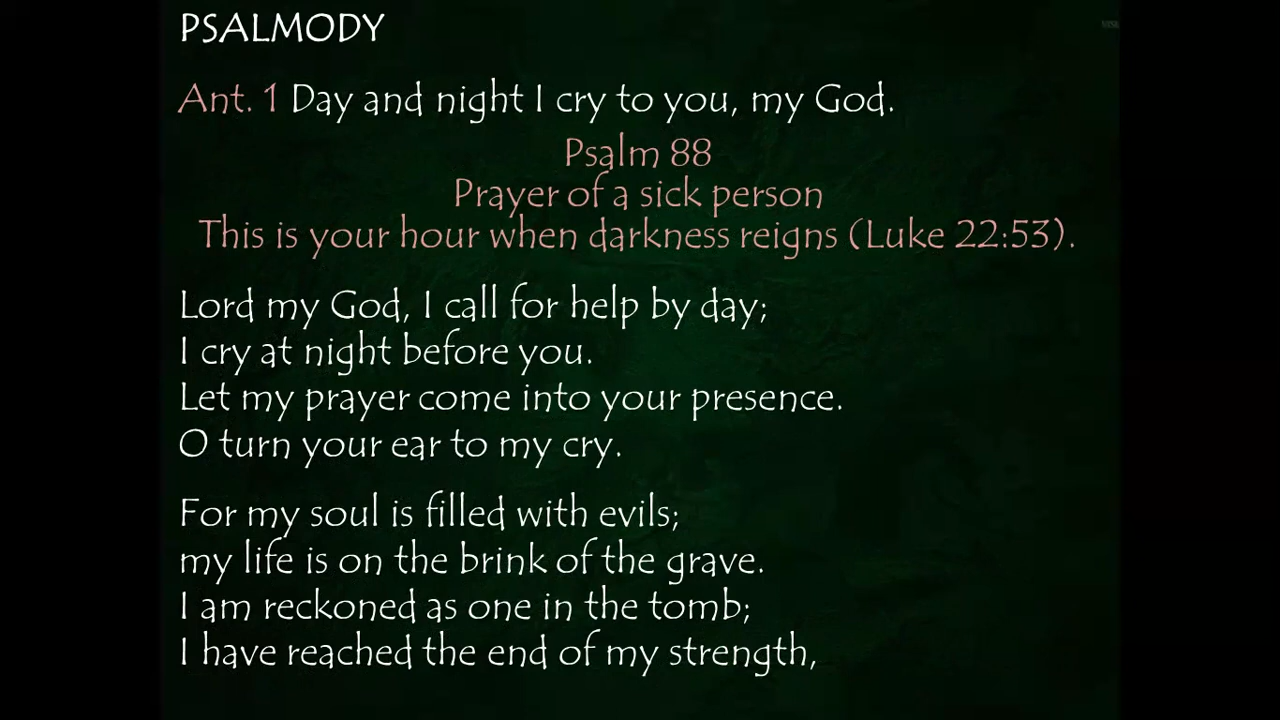 PSALMODY
Ant. 1 Day and night I cry to you, my God.
Psalm 88
Prayer of a sick person
This is your hour when darkness reigns (Luke 22:53).
Lord my God, I call for help by day;
I cry at night before you.
Let my prayer come into your presence.
O turn your ear to my cry.
For my soul is filled with evils;
my life is on the brink of the grave.
I am reckoned as one in the tomb;
I have reached the end of my strength,